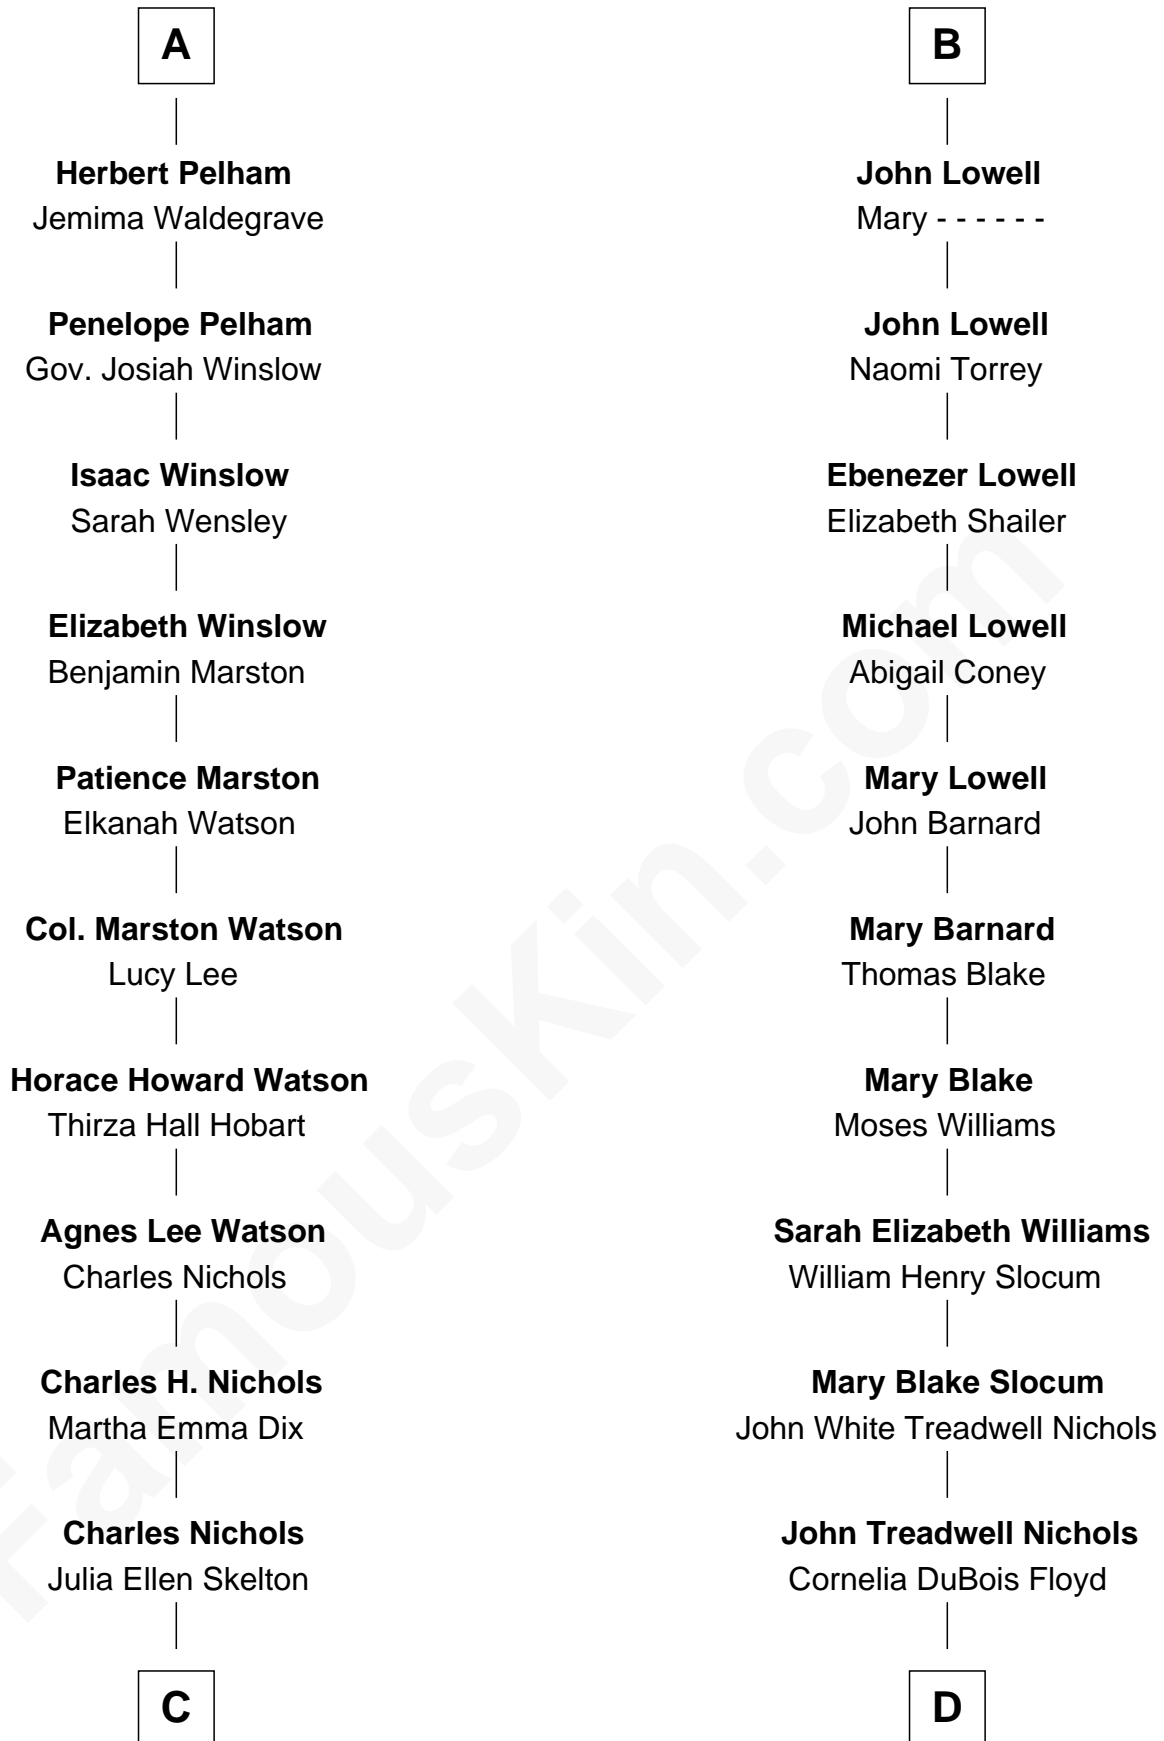 A
Herbert Pelham
Jemima Waldegrave
Penelope Pelham
Gov. Josiah Winslow
Isaac Winslow
Sarah Wensley
Elizabeth Winslow
Benjamin Marston
Patience Marston
Elkanah Watson
Col. Marston Watson
Lucy Lee
Horace Howard Watson
Thirza Hall Hobart
Agnes Lee Watson
Charles Nichols
Charles H. Nichols
Martha Emma Dix
Charles Nichols
Julia Ellen Skelton
C
B
John Lowell
Mary - - - - - -
John Lowell
Naomi Torrey
Ebenezer Lowell
Elizabeth Shailer
Michael Lowell
Abigail Coney
Mary Lowell
John Barnard
Mary Barnard
Thomas Blake
Mary Blake
Moses Williams
Sarah Elizabeth Williams
William Henry Slocum
Mary Blake Slocum
John White Treadwell Nichols
John Treadwell Nichols
Cornelia DuBois Floyd
D
FamousKin.com